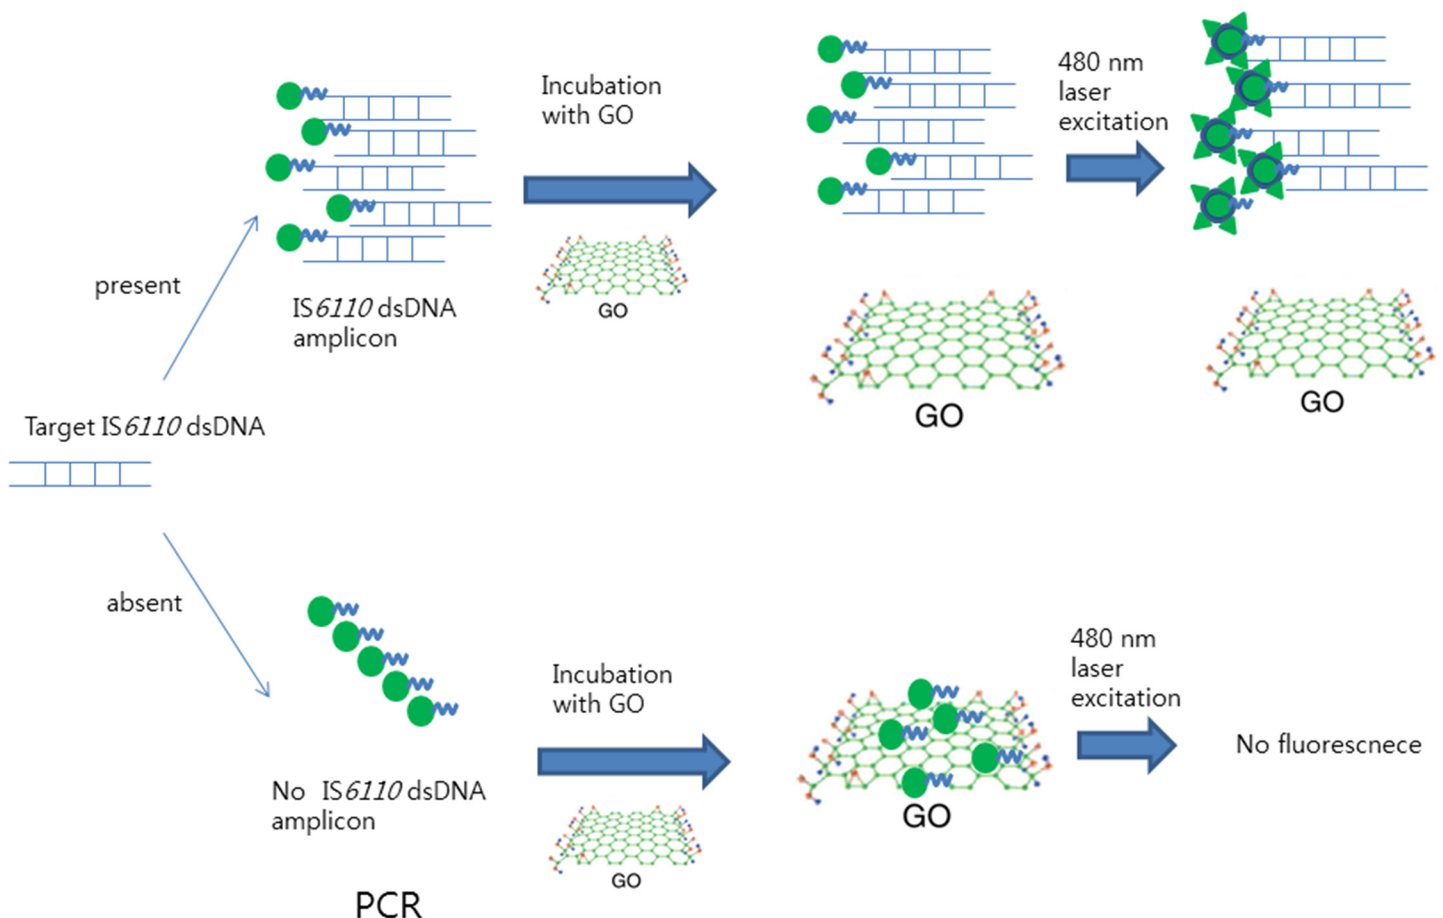 present
IS6110 dsDNA
amplicon
Incubation
with GO
GO
GO
480 nm
laser
excitation
GO
Target IS6110 dsDNA
absent
No IS6110 dsDNA
amplicon
PCR
Incubation
with GO
GO
GO
480 nm
laser
excitation
No fluorescnece